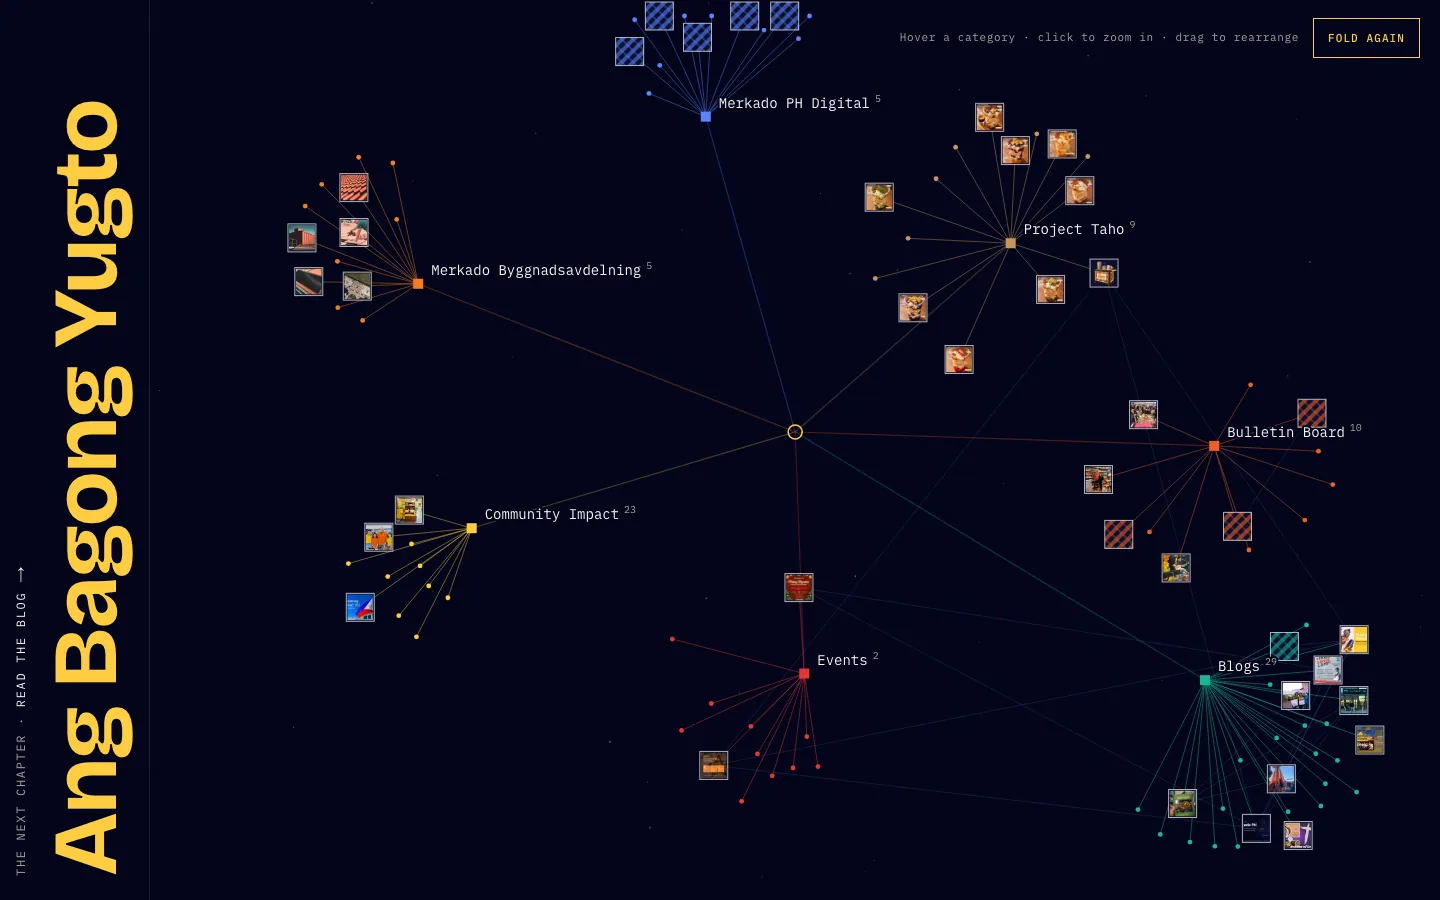 Ang Bagong Yugto
THE NEXT CHAPTER · READ THE BLOG →
Hover a category · click to zoom in · drag to rearrange
FOLD AGAIN
Merkado PH Digital 5
Project Taho 9
Merkado Byggnadsavdelning 5
Bulletin Board 10
Community Impact 23
Events 2
Blogs 29